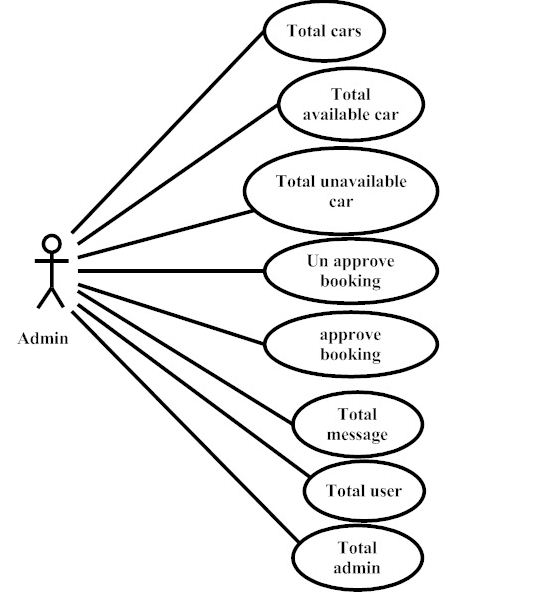 Total cars
Total
available car
Total unavailable
car
Un approve
booking
Admin
approve
booking
Total
message
Total user
Total
admin